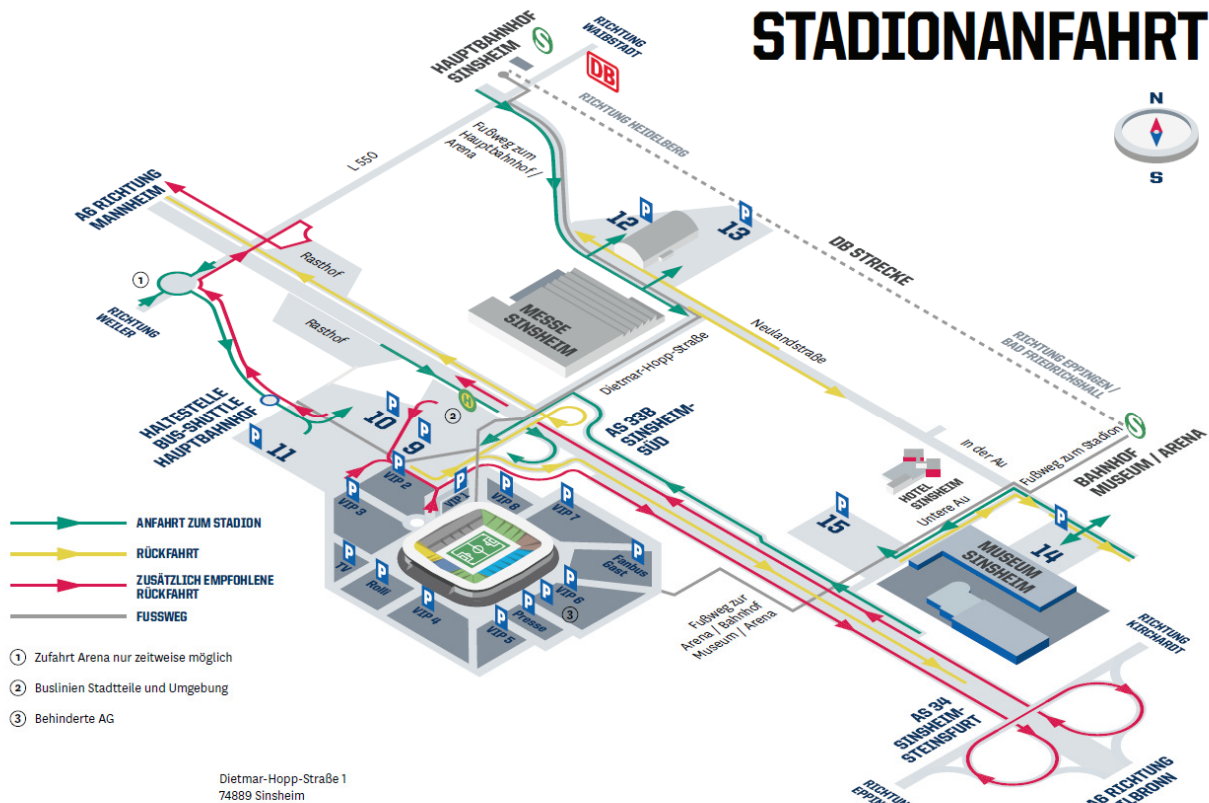 STADIONANFAHRT
HAUPTBAHNHOF
SINSHEIM
S
RICHTUNG
WAIBSTADT
DB
RICHTUNG HEIDELBERG
N
S
Fußweg zum
Hauptbahnhof /
Arena
L 550
A6 RICHTUNG
MANNHEIM
P
12
P
13
DB STRECKE
Rasthof
1
RICHTUNG
WEILER
Rasthof
MESSE
SINSHEIM
Neulandstraße
Dietmar-Hopp-Straße
RICHTUNG EPPINGEN /
BAD FRIEDRICHSHALL
HALTESTELLE
BUS-SHUTTLE
HAUPTBAHNHOF
H
2
P
10
P
9
P
11
AS 33B
SINSHEIM-
SÜD
In der Au
Fußweg zum Stadion
S
BAHNHOF
MUSEUM / ARENA
HOTEL
SINSHEIM
Untere Au
P
15
P
14
MUSEUM
SINSHEIM
P
VIP 2
P
VIP 1
P
VIP 8
P
VIP 7
P
VIP 3
P
TV
P
Rolli
P
VIP 4
P
VIP 5
P
Presse
P
VIP 6
3
P
Fanbus
Gast
ANFAHRT ZUM STADION
RÜCKFAHRT
ZUSÄTZLICH EMPFOHLENE
RÜCKFAHRT
FUSSWEG
1 Zufahrt Arena nur zeitweise möglich
2 Buslinien Stadtteile und Umgebung
3 Behinderte AG
Fußweg zur
Arena / Bahnhof
Museum / Arena
RICHTUNG
KIRCHARDT
AS 34
SINSHEIM-
STEINSFURT
RICHTUNG
A6 RICHTUNG
Dietmar-Hopp-Straße 1
74889 Sinsheim